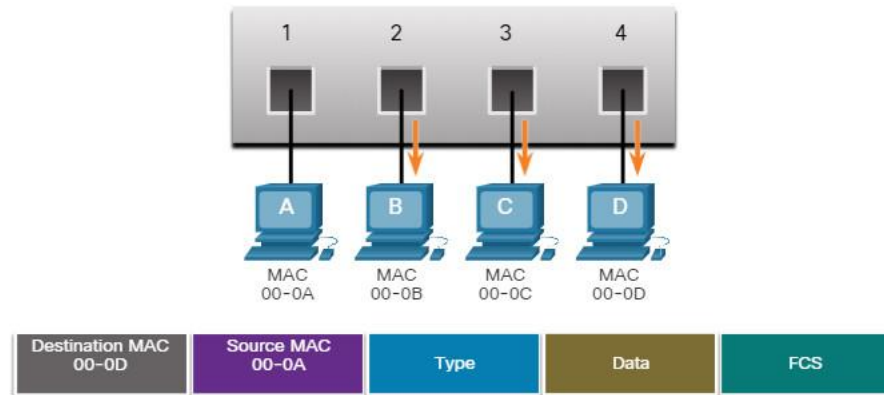 1 2 3 4
A B C D
MAC MAC MAC MAC
00-0A 00-0B 00-0C 00-0D
Destination MAC
00-0D
Source MAC
00-0A
Type
Data
FCS